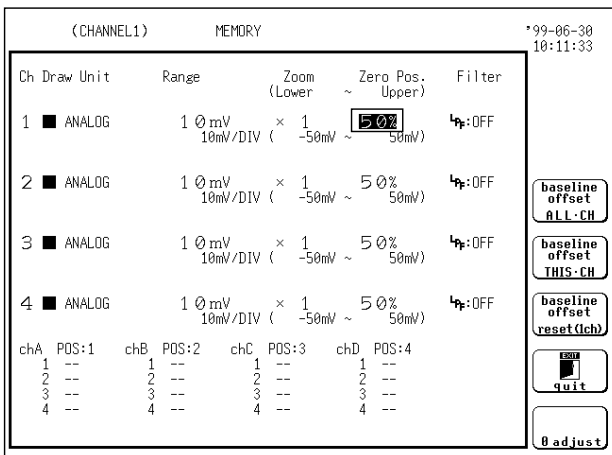 (CHANNEL1) MEMORY '99-06-30
10:11:33
Ch Draw Unit Range Zoom Zero Pos. Filter
(Lower ~ Upper)
1 ■ ANALOG 10mV × 1 50% LPF:OFF
10mV/DIV ( -50mV ~ 50mV)
2 ■ ANALOG 10mV × 1 50% LPF:OFF
10mV/DIV ( -50mV ~ 50mV)
3 ■ ANALOG 10mV × 1 50% LPF:OFF
10mV/DIV ( -50mV ~ 50mV)
4 ■ ANALOG 10mV × 1 50% LPF:OFF
10mV/DIV ( -50mV ~ 50mV)
chA POS:1 chB POS:2 chC POS:3 chD POS:4
1 -- 1 -- 1 -- 1 --
2 -- 2 -- 2 -- 2 --
3 -- 3 -- 3 -- 3 --
4 -- 4 -- 4 -- 4 --
baseline
offset
ALL·CH
baseline
offset
THIS·CH
baseline
offset
reset(1ch)
EXIT
quit
0 adjust